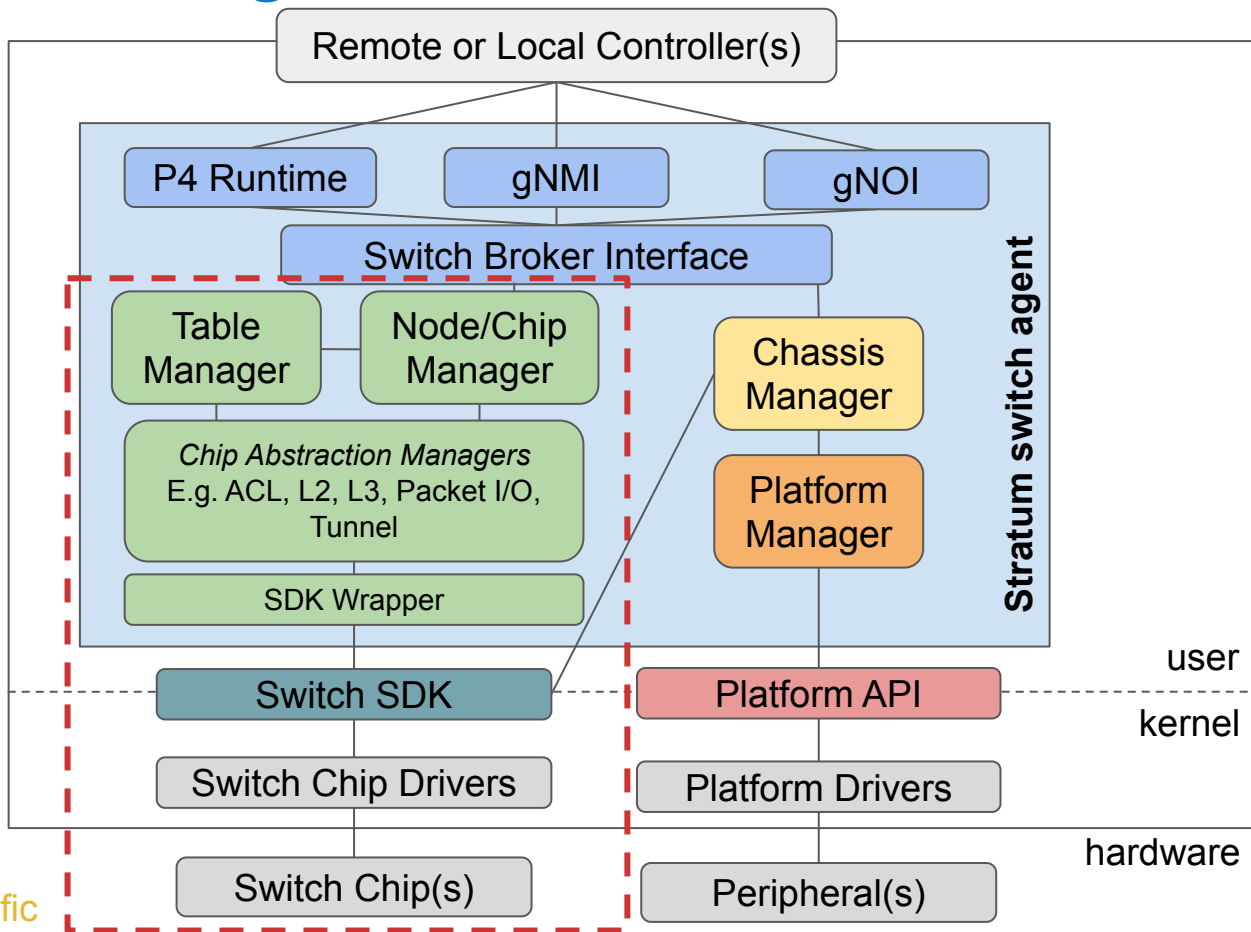 Remote or Local Controller(s)
P4 Runtime
gNMI
gNOI
Switch Broker Interface
Table
Manager
Node/Chip
Manager
Chassis
Manager
Chip Abstraction Managers
E.g. ACL, L2, L3, Packet I/O,
Tunnel
Platform
Manager
SDK Wrapper
Stratum switch agent
user
Switch SDK
Platform API
kernel
Switch Chip Drivers
Platform Drivers
hardware
Switch Chip(s)
Peripheral(s)
fic